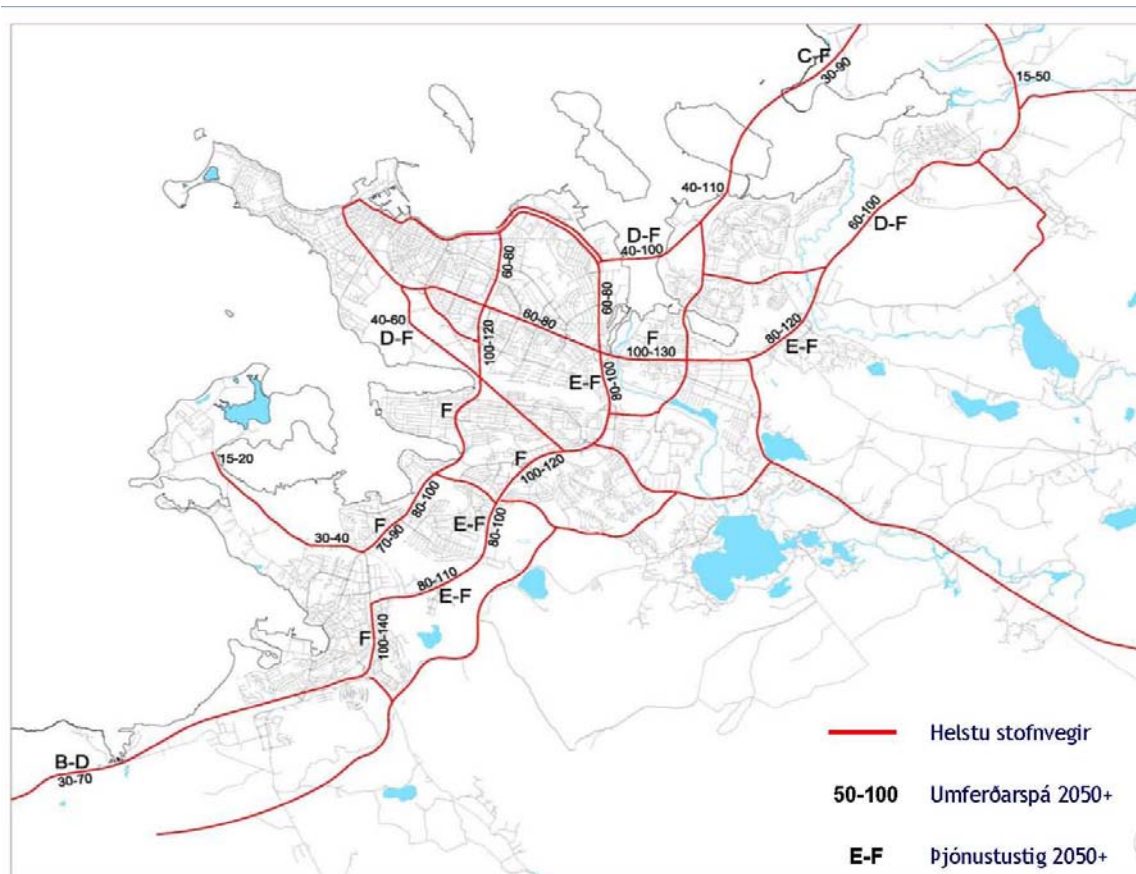 C-F
30-90
15-50
40-110
60-100
D-F
D-F
40-100
60-80
60-80
60-80
40-60
D-F
100-120
F
100-130
80-120
E-F
E-F
80-100
F
F
100-120
15-20
80-100
F
70-90
E-F
80-100
30-40
80-110
E-F
F
100-140
B-D
30-70
Helstu stofnvegir
50-100 Umferðarspá 2050+
E-F Þjónustustig 2050+